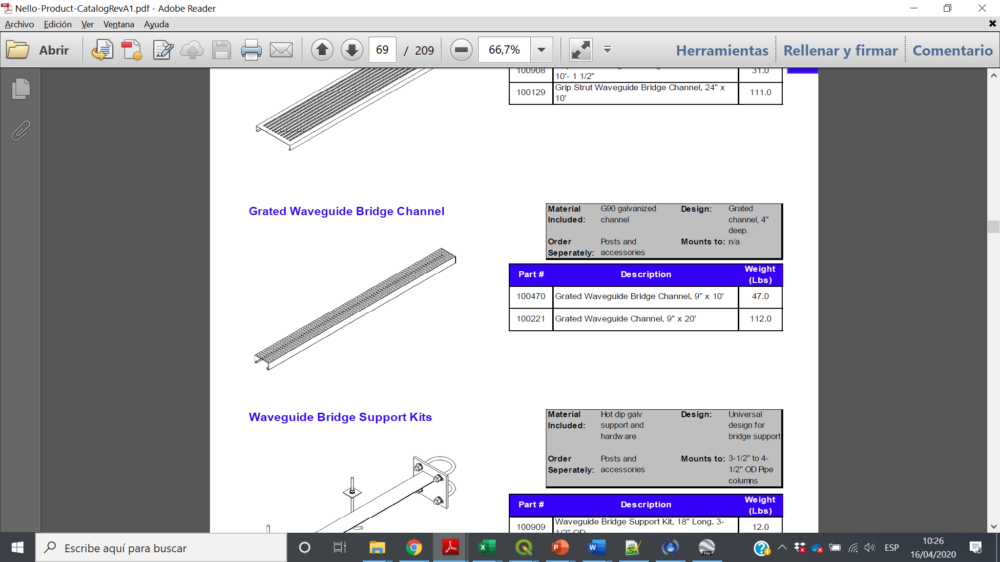 Nello-Product-CatalogRevA1.pdf - Adobe Reader
Archivo Edición Ver Ventana Ayuda
Abrir 69 / 209 66,7% Herramientas Rellenar y firmar Comentario
100908 10'- 1 1/2" 31.0
100129 Grip Strut Waveguide Bridge Channel, 24" x 10' 111.0
Grated Waveguide Bridge Channel
Material Included: G90 galvanized channel Design: Grated channel, 4" deep.
Order Seperately: Posts and accessories Mounts to: n/a
Part # Description Weight (Lbs)
100470 Grated Waveguide Bridge Channel, 9" x 10' 47.0
100221 Grated Waveguide Channel, 9" x 20' 112.0
Waveguide Bridge Support Kits
Material Included: Hot dip galv support and hardw are Design: Universal design for bridge support
Order Seperately: Posts and accessories Mounts to: 3-1/2" to 4-1/2" OD Pipe columns
Part # Description Weight (Lbs)
100909 Waveguide Bridge Support Kit, 18" Long. 3-1/2" OD 12.0
Escribe aquí para buscar
Pro
ESP
10:26
16/04/2020